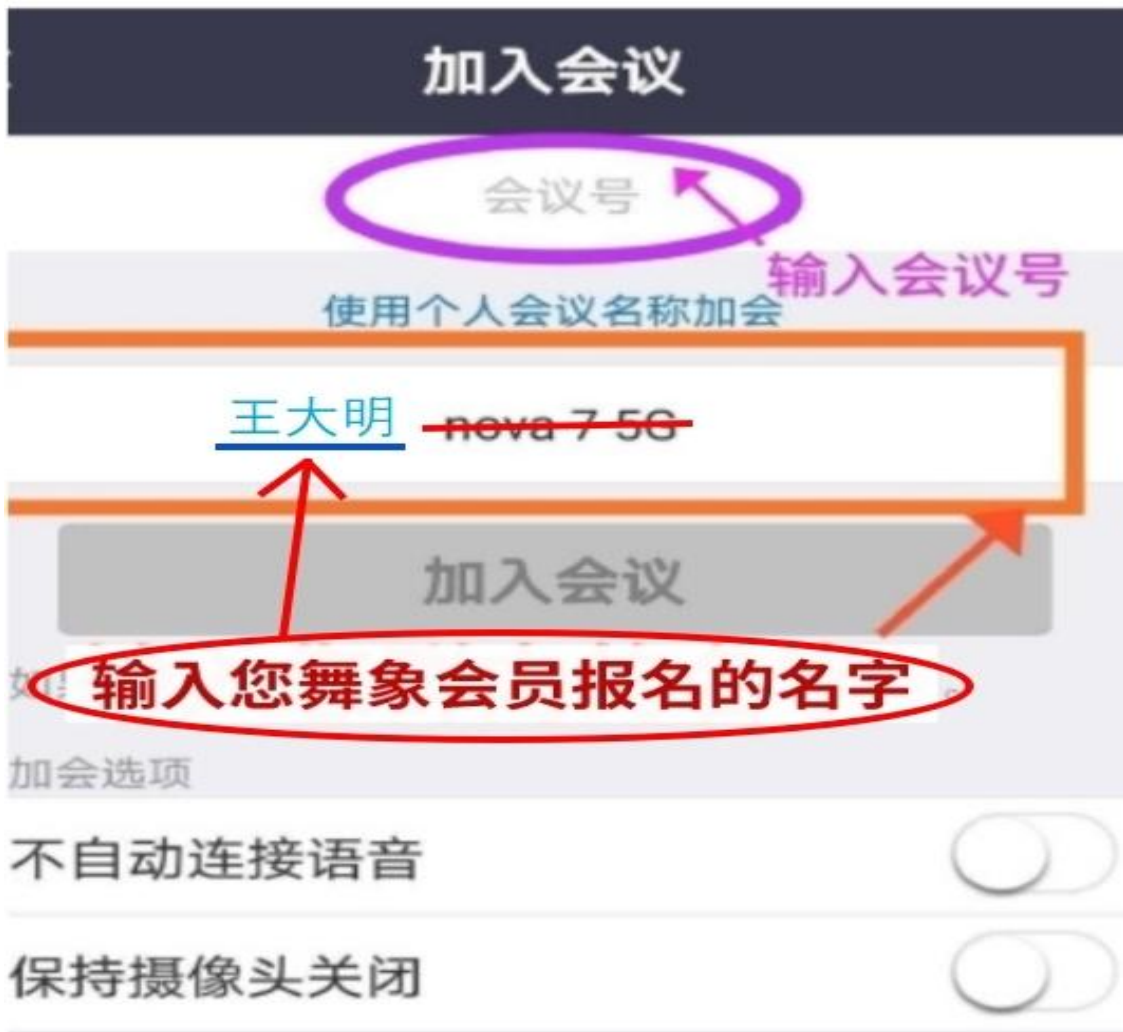 加入会议
会议号
输入会议号
使用个人会议名称加会
王大明 nova 7 5G
加入会议
输入您舞象会员报名的名字
加会选项
不自动连接语音
保持摄像头关闭